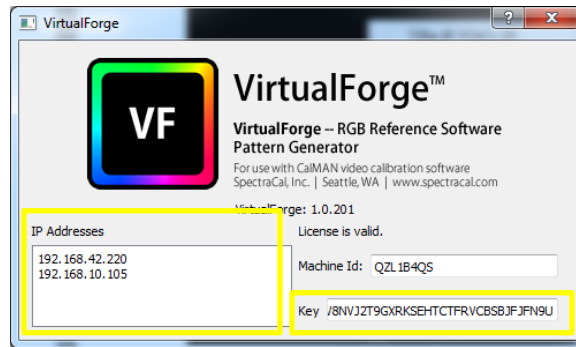 VirtualForge
VF
VirtualForge™
VirtualForge -- RGB Reference Software
Pattern Generator
For use with CalMAN video calibration software
SpectraCal, Inc. | Seattle, WA | www.spectracal.com
VirtualForge: 1.0.201
IP Addresses
License is valid.
192.168.42.220
192.168.10.105
Machine Id: QZL1B4QS
Key